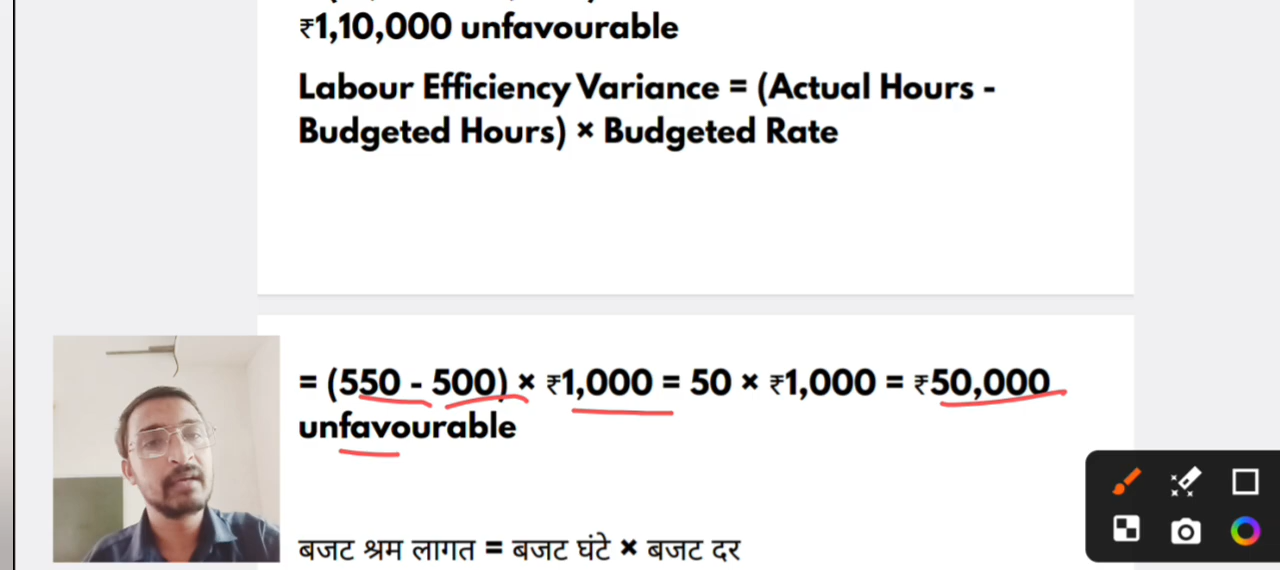 ₹1,10,000 unfavourable
Labour Efficiency Variance = (Actual Hours -
Budgeted Hours) × Budgeted Rate
= (550 - 500) × ₹1,000 = 50 × ₹1,000 = ₹50,000
unfavourable
बजट श्रम लागत = बजट घंटे × बजट दर